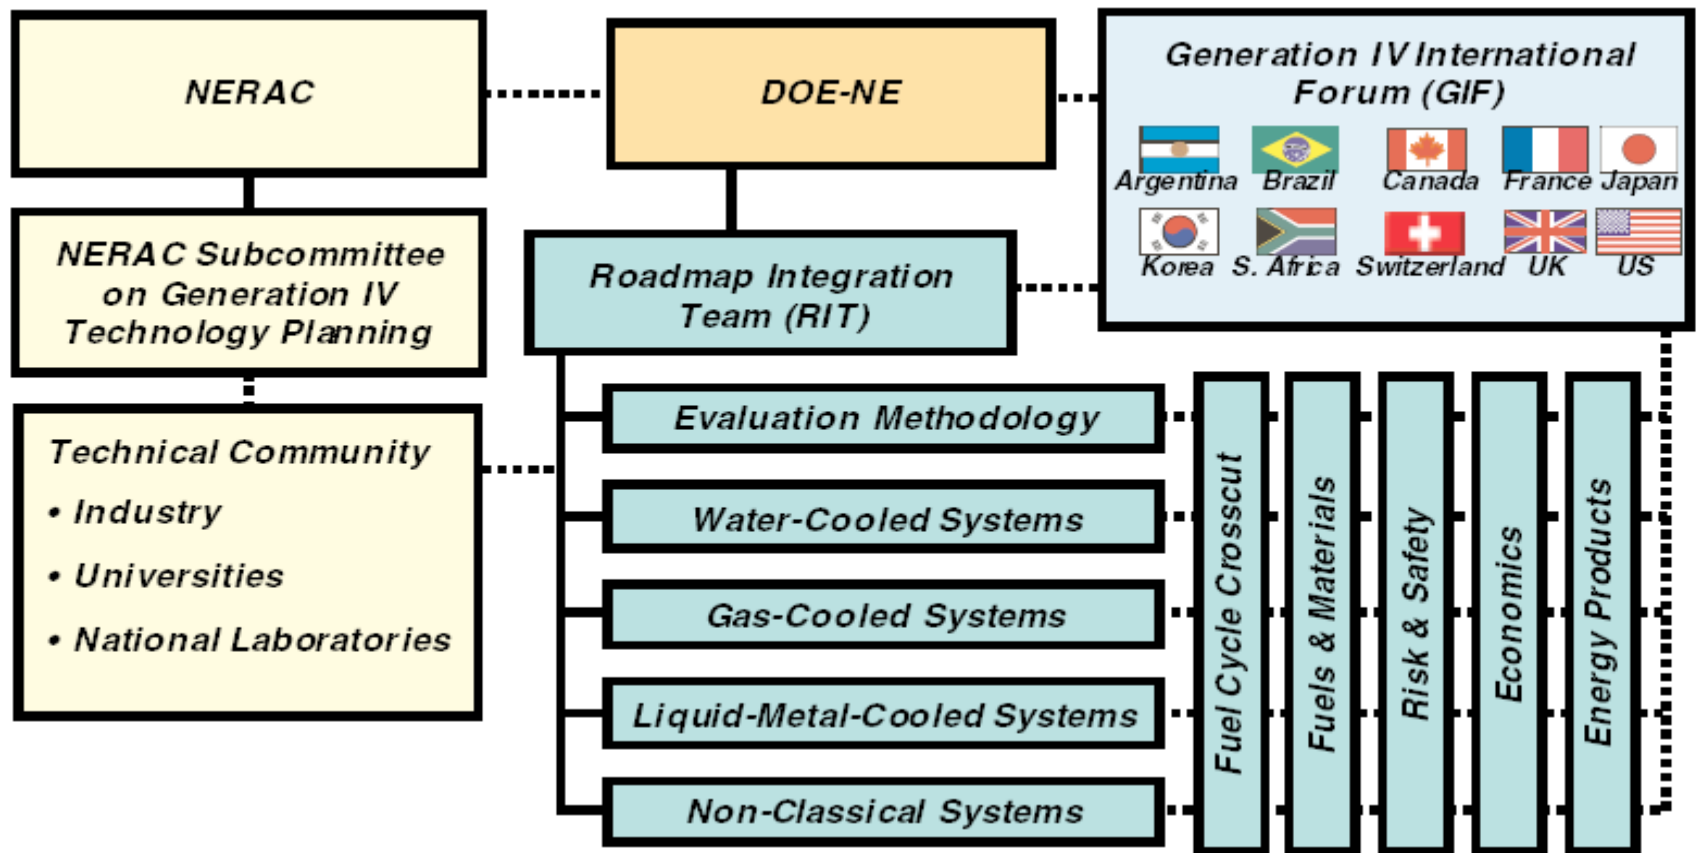 NERAC
DOE-NE
Generation IV International
Forum (GIF)
Argentina Brazil Canada France Japan
Korea S. Africa Switzerland UK US
NERAC Subcommittee
on Generation IV
Technology Planning
Roadmap Integration
Team (RIT)
Technical Community
• Industry
• Universities
• National Laboratories
Evaluation Methodology
Water-Cooled Systems
Gas-Cooled Systems
Liquid-Metal-Cooled Systems
Non-Classical Systems
Fuel Cycle Crosscut
Fuels & Materials
Risk & Safety
Economics
Energy Products